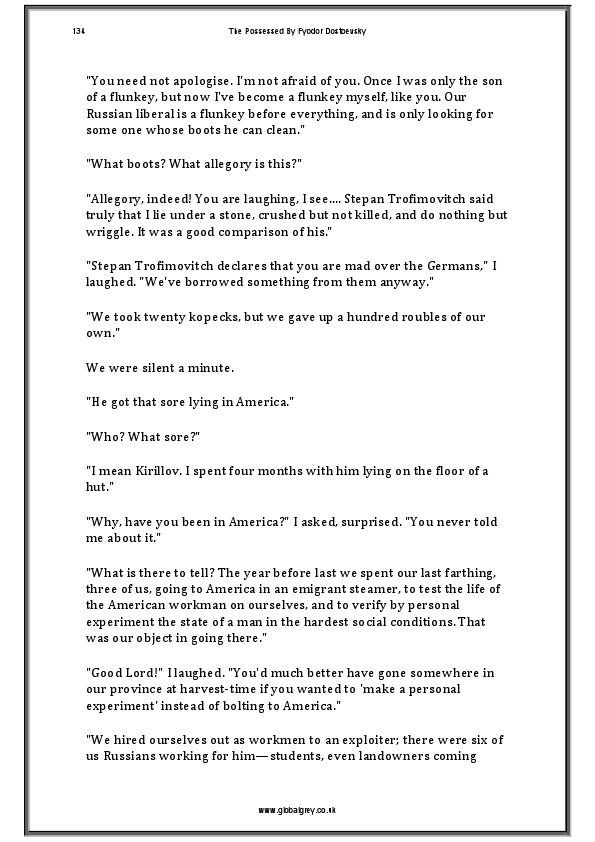 134
The Possessed By Fyodor Dostoevsky
"You need not apologise. I'm not afraid of you. Once I was only the son
of a flunkey, but now I've become a flunkey myself, like you. Our
Russian liberal is a flunkey before everything, and is only looking for
some one whose boots he can clean."
"What boots? What allegory is this?"
"Allegory, indeed! You are laughing, I see.... Stepan Trofimovitch said
truly that I lie under a stone, crushed but not killed, and do nothing but
wriggle. It was a good comparison of his."
"Stepan Trofimovitch declares that you are mad over the Germans," I
laughed. "We've borrowed something from them anyway."
"We took twenty kopecks, but we gave up a hundred roubles of our
own."
We were silent a minute.
"He got that sore lying in America."
"Who? What sore?"
"I mean Kirillov. I spent four months with him lying on the floor of a
hut."
"Why, have you been in America?" I asked, surprised. "You never told
me about it."
"What is there to tell? The year before last we spent our last farthing,
three of us, going to America in an emigrant steamer, to test the life of
the American workman on ourselves, and to verify by personal
experiment the state of a man in the hardest social conditions. That
was our object in going there."
"Good Lord!" I laughed. "You'd much better have gone somewhere in
our province at harvest-time if you wanted to 'make a personal
experiment' instead of bolting to America."
"We hired ourselves out as workmen to an exploiter; there were six of
us Russians working for him—students, even landowners coming
www.globalgrey.co.uk